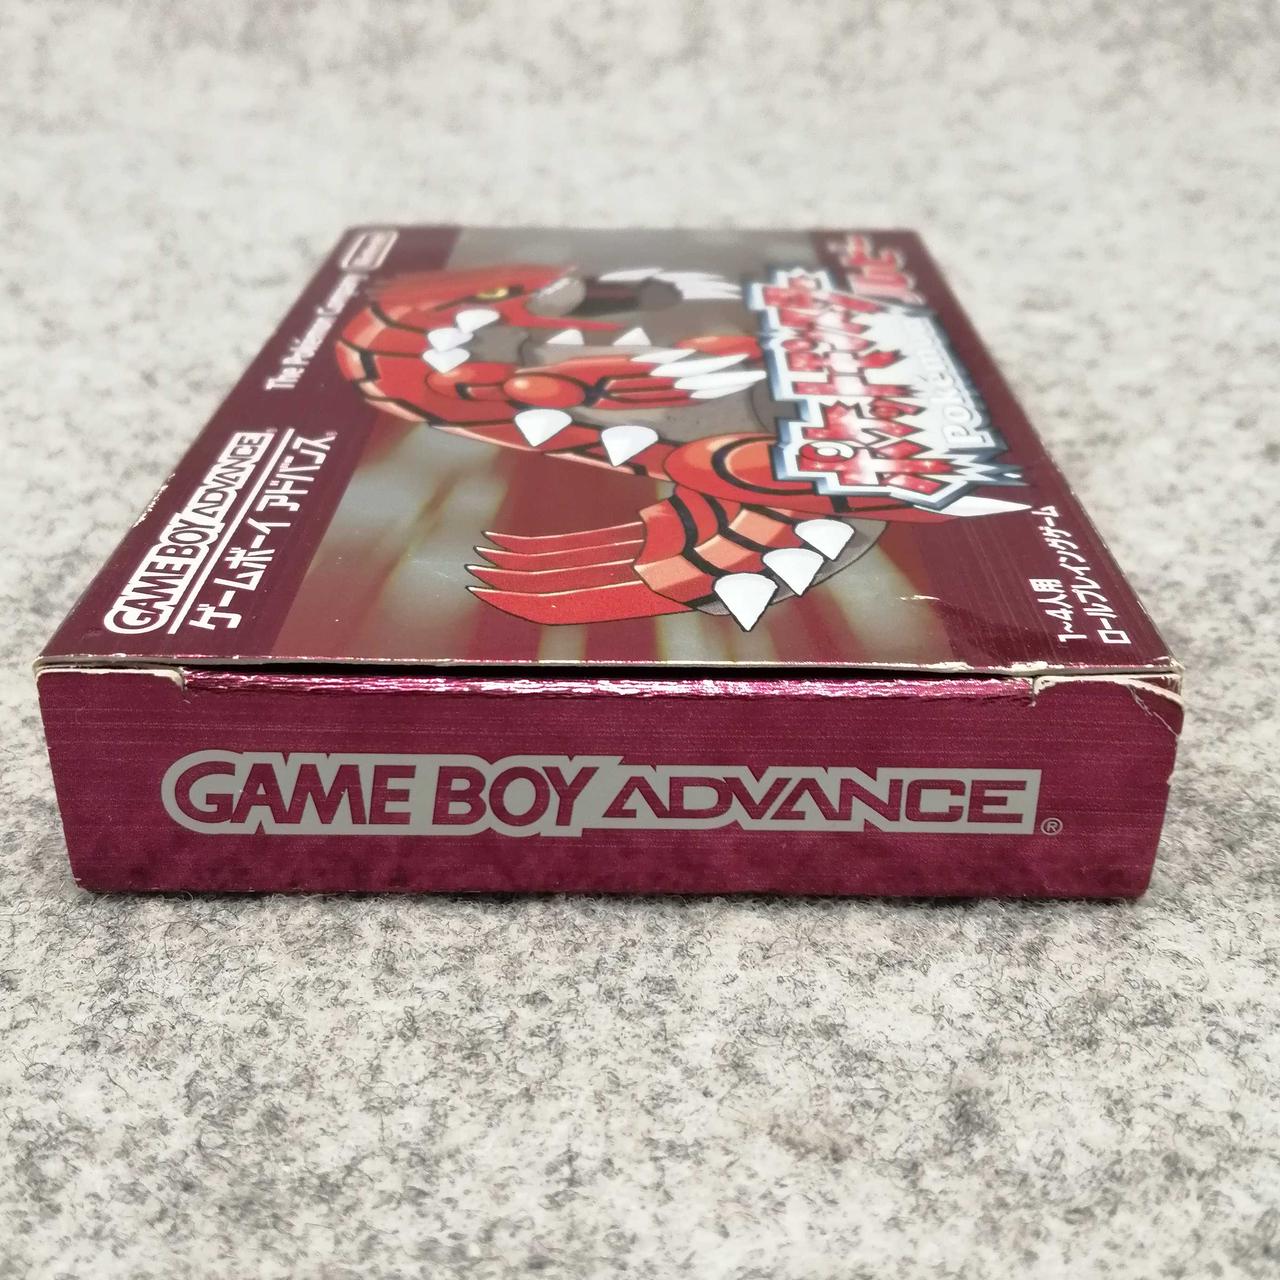 The Pokémon Company
Nintendo
GAME BOY ADVANCE
ゲームボーイ アドバンス
ポケットモンスター
ルビー
POKéMON
1~4人用
ロールプレイングゲーム
GAME BOY ADVANCE®